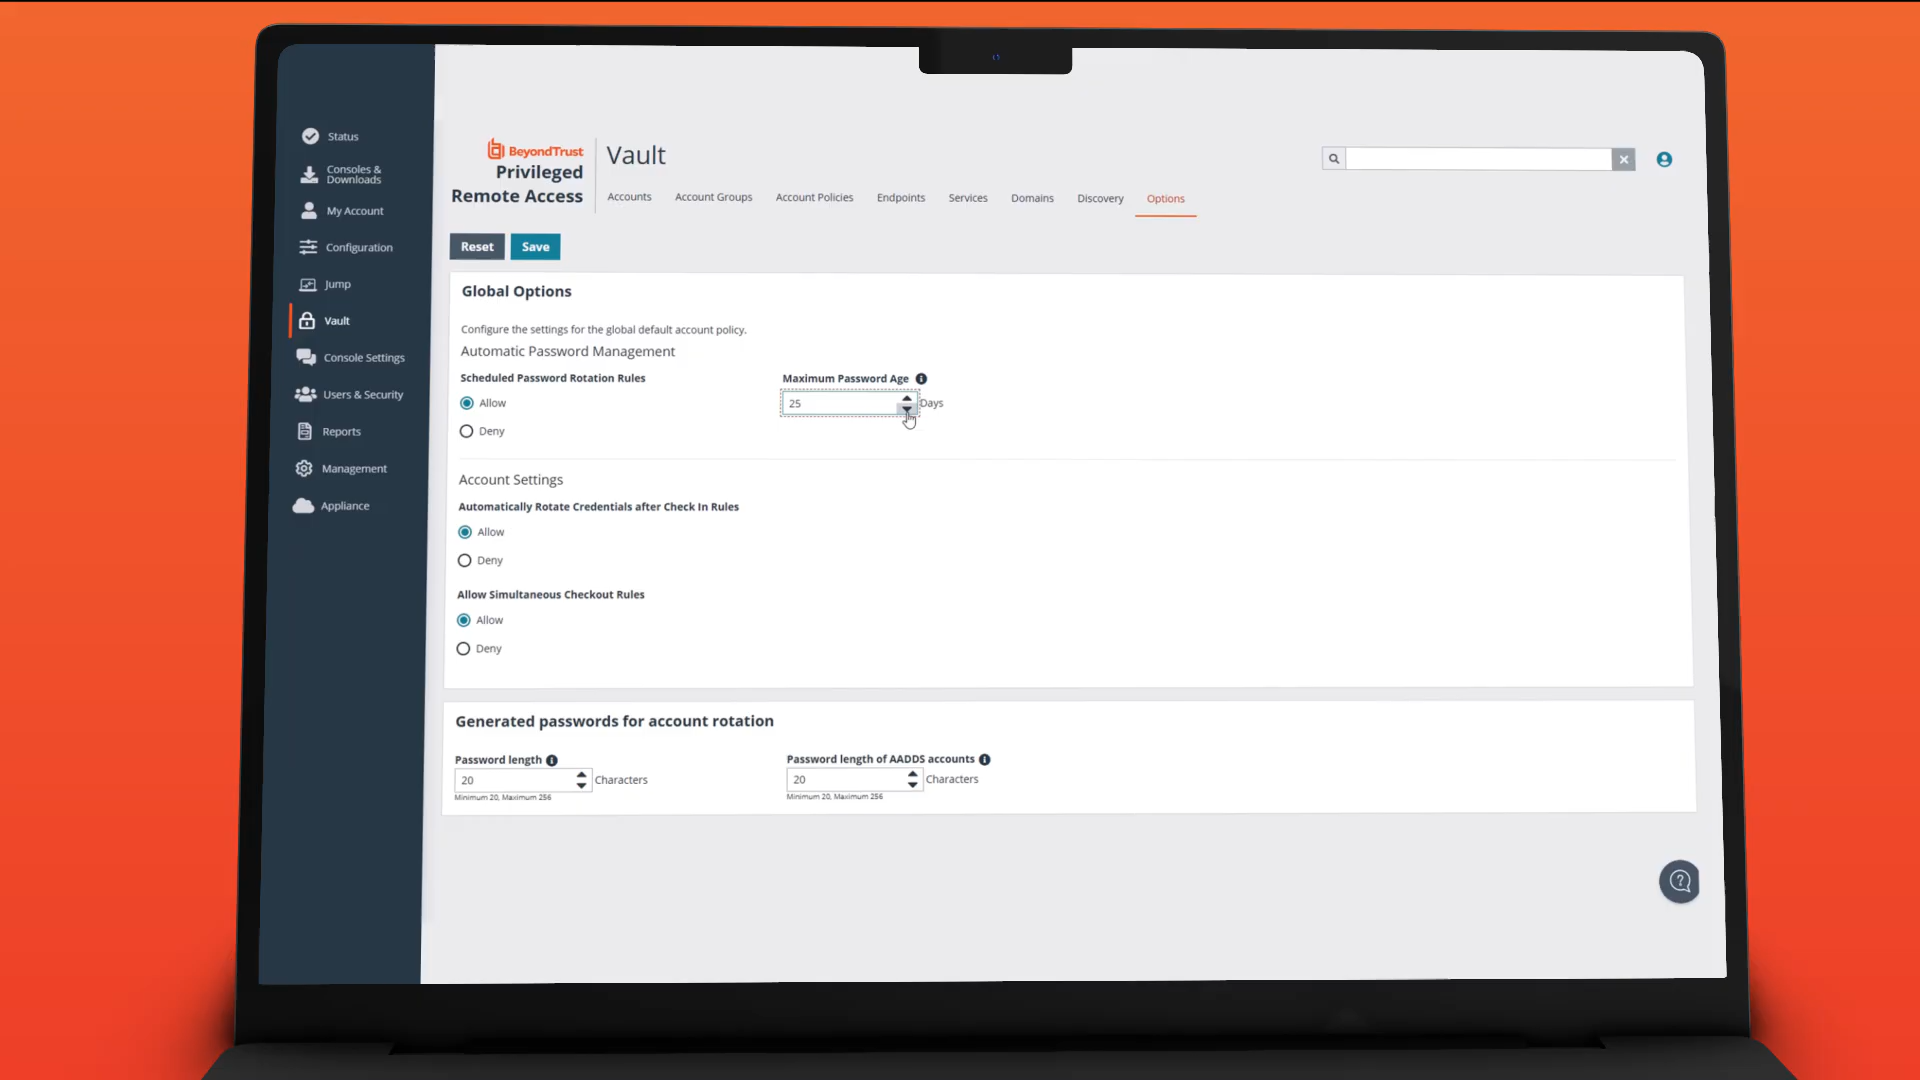 Status
Consoles &
Downloads
My Account
Configuration
Jump
Vault
Console Settings
Users & Security
Reports
Management
Appliance
BeyondTrust
Privileged
Remote Access
Vault
Accounts Account Groups Account Policies Endpoints Services Domains Discovery Options
Reset Save
Global Options
Configure the settings for the global default account policy.
Automatic Password Management
Scheduled Password Rotation Rules Maximum Password Age
Allow 25 Days
Deny
Account Settings
Automatically Rotate Credentials after Check In Rules
Allow
Deny
Allow Simultaneous Checkout Rules
Allow
Deny
Generated passwords for account rotation
Password length Password length of AADDS accounts
20 Characters 20 Characters
Minimum 20, Maximum 256 Minimum 20, Maximum 256